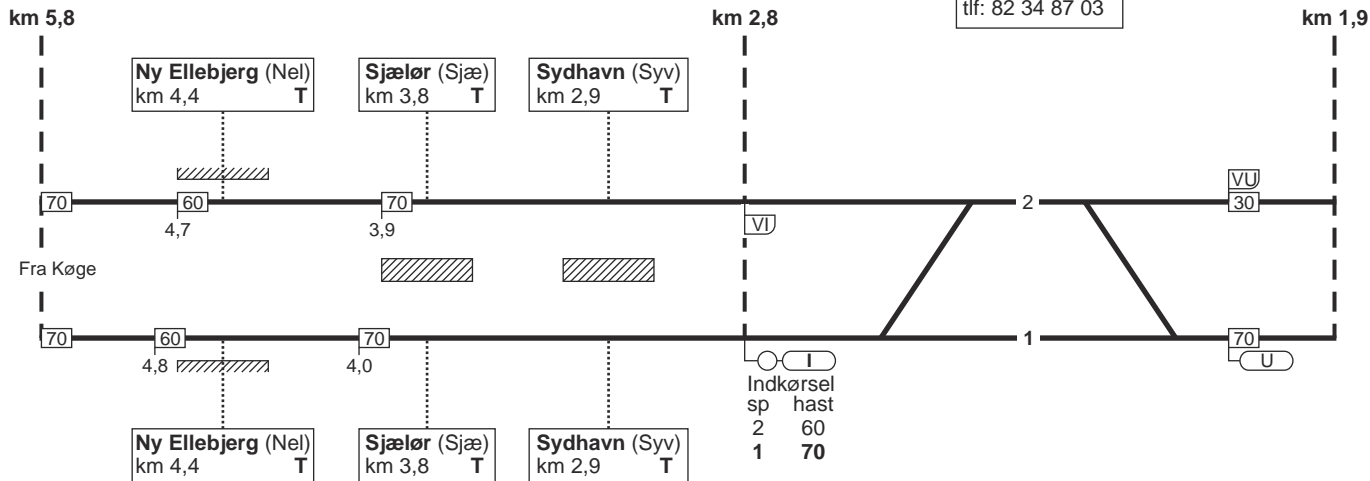 tlf: 82 34 87 03
km 5,8
km 2,8
km 1,9
Ny Ellebjerg (Nel)
km 4,4 T
Sjælør (Sjæ)
km 3,8 T
Sydhavn (Syv)
km 2,9 T
VU
70
60
70
2
30
4,7
3,9
VI
Fra Køge
70
60
70
1
70
4,8
4,0
I
U
Indkørsel
sp hast
2 60
1 70
Ny Ellebjerg (Nel)
km 4,4 T
Sjælør (Sjæ)
km 3,8 T
Sydhavn (Syv)
km 2,9 T